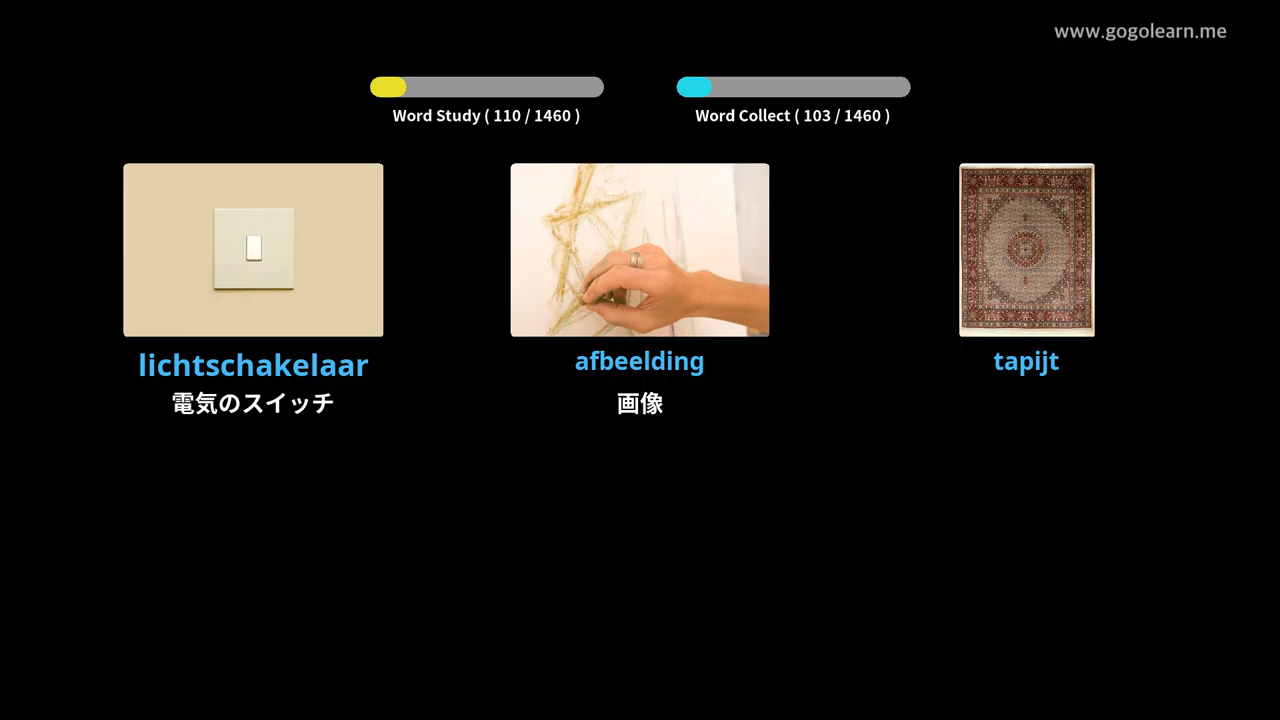 www.gogolearn.me
Word Study ( 110 / 1460 )
Word Collect ( 103 / 1460 )
lichtschakelaar
電気のスイッチ
afbeelding
画像
tapijt